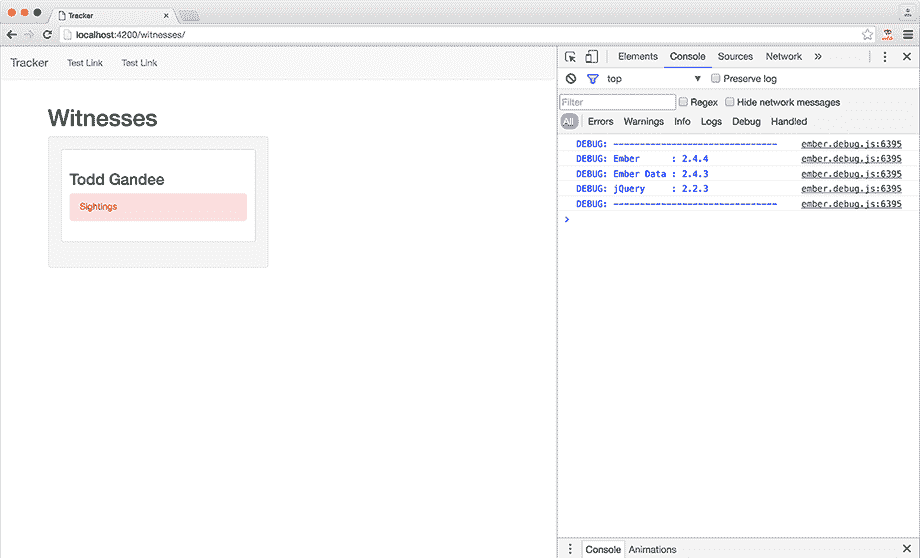 Tracker
localhost:4200/witnesses/
Tracker Test Link Test Link
Witnesses
Todd Gandee
Sightings
Elements Console Sources Network »
top ▼ Preserve log
Filter Regex Hide network messages
All Errors Warnings Info Logs Debug Handled
DEBUG: ------------------------------- ember.debug.js:6395
DEBUG: Ember : 2.4.4 ember.debug.js:6395
DEBUG: Ember Data : 2.4.3 ember.debug.js:6395
DEBUG: jQuery : 2.2.3 ember.debug.js:6395
DEBUG: ------------------------------- ember.debug.js:6395
>
Console Animations